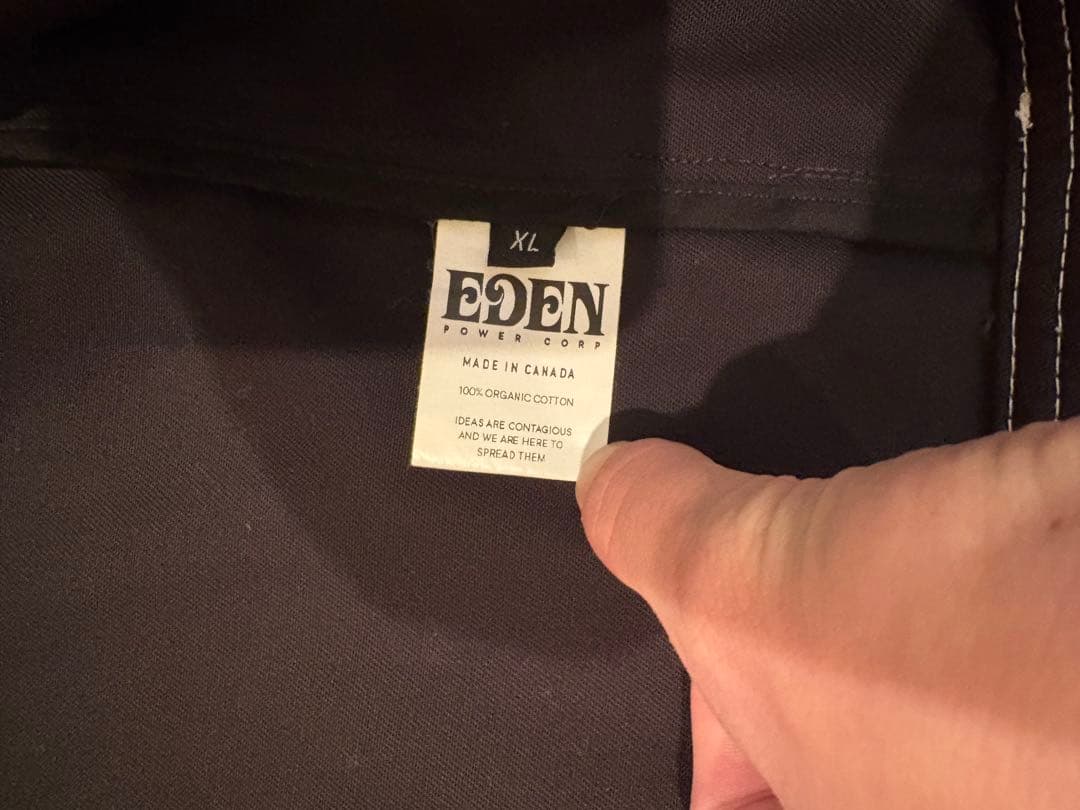 XL
EDEN
POWER CORP
MADE IN CANADA
100% ORGANIC COTTON
IDEAS ARE CONTAGIOUS
AND WE ARE HERE TO
SPREAD THEM